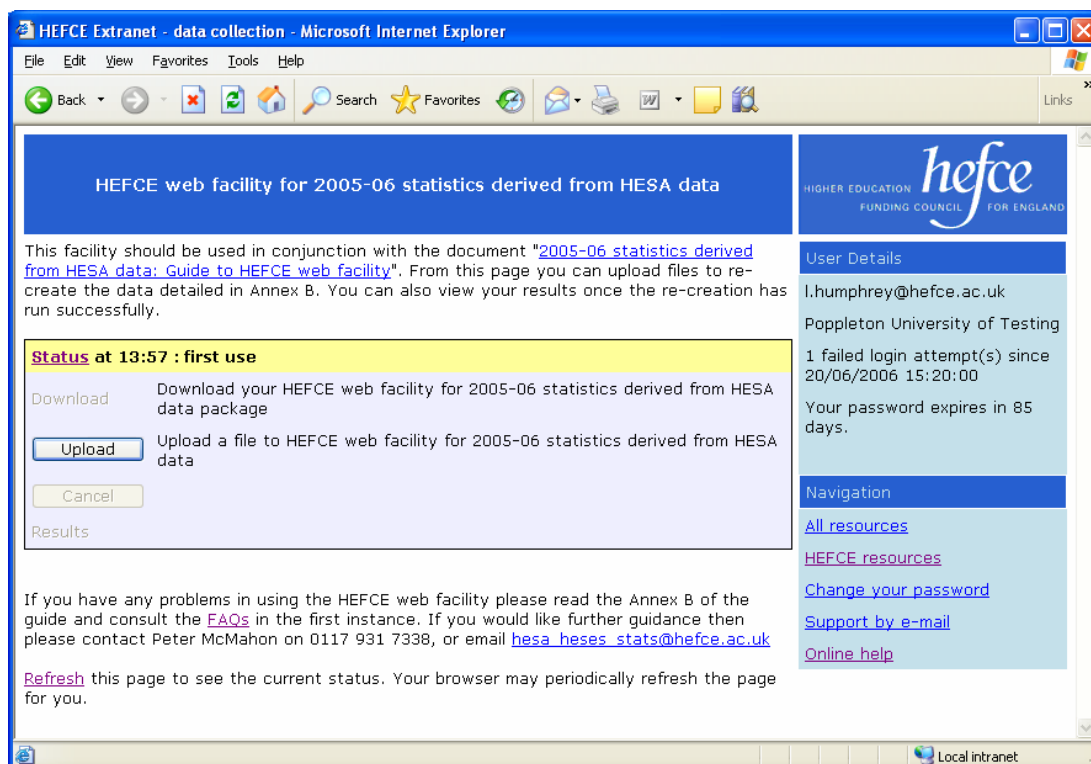 HEFCE Extranet - data collection - Microsoft Internet Explorer
File Edit View Favorites Tools Help
Back Search Favorites Links »
HEFCE web facility for 2005-06 statistics derived from HESA data
This facility should be used in conjunction with the document "2005-06 statistics derived
from HESA data: Guide to HEFCE web facility". From this page you can upload files to re-
create the data detailed in Annex B. You can also view your results once the re-creation has
run successfully.
Status at 13:57 : first use
Download Download your HEFCE web facility for 2005-06 statistics derived from HESA
data package
Upload Upload a file to HEFCE web facility for 2005-06 statistics derived from HESA
data
Cancel
Results
If you have any problems in using the HEFCE web facility please read the Annex B of the
guide and consult the FAQs in the first instance. If you would like further guidance then
please contact Peter McMahon on 0117 931 7338, or email hesa_heses_stats@hefce.ac.uk
Refresh this page to see the current status. Your browser may periodically refresh the page
for you.
hefce
HIGHER EDUCATION
FUNDING COUNCIL FOR ENGLAND
User Details
l.humphrey@hefce.ac.uk
Poppleton University of Testing
1 failed login attempt(s) since
20/06/2006 15:20:00
Your password expires in 85
days.
Navigation
All resources
HEFCE resources
Change your password
Support by e-mail
Online help
Local intranet